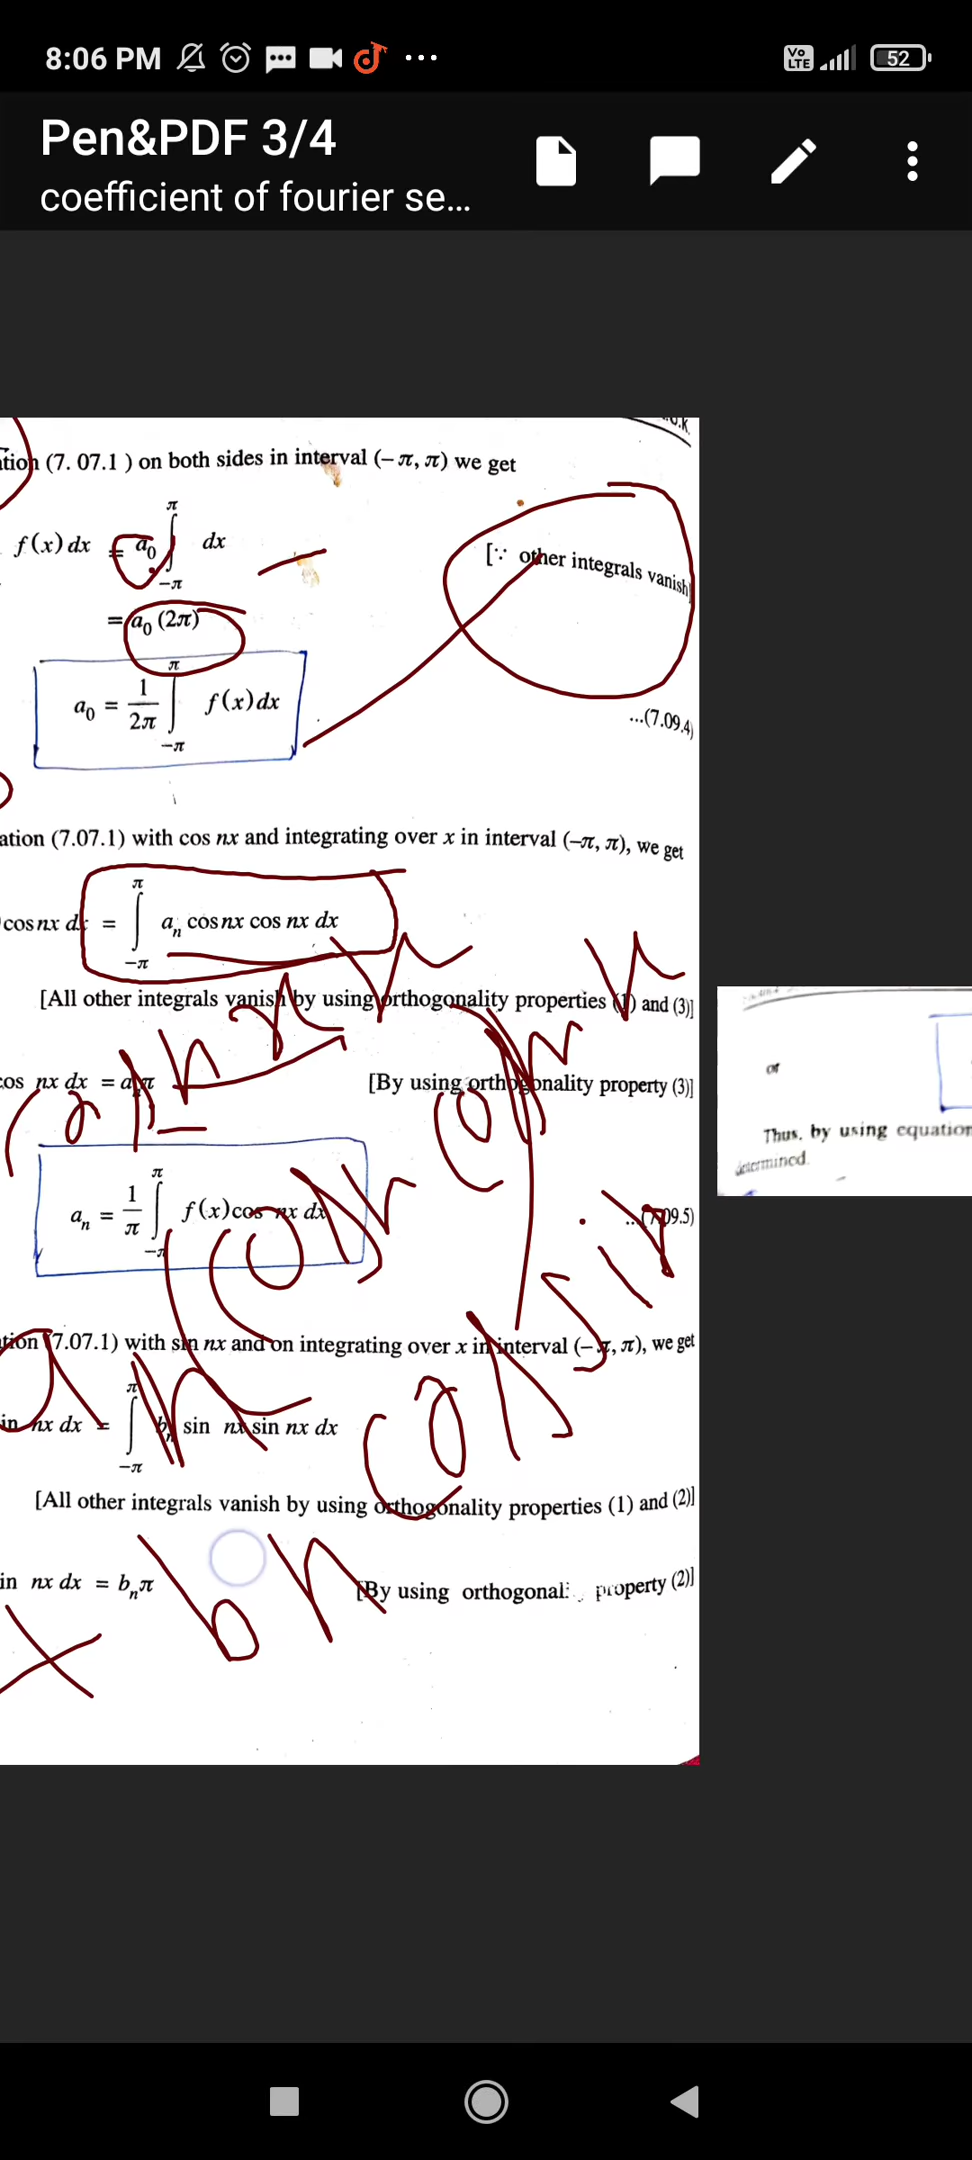 8:06 PM
Vo LTE 52
Pen&PDF 3/4
coefficient of fourier se...
tion (7. 07.1 ) on both sides in interval (– π, π) we get
f(x) dx = a₀ ∫ dx
π
–π
[∵ other integrals vanish]
= a₀ (2π)
a₀ = 1/2π ∫ f(x)dx
π
–π
...(7.09.4)
ation (7.07.1) with cos nx and integrating over x in interval (–π, π), we get
cos nx dx = ∫ aₙ cos nx cos nx dx
π
–π
[All other integrals vanish by using orthogonality properties (1) and (3)]
cos nx dx = aₙπ
[By using orthogonality property (3)]
aₙ = 1/π ∫ f(x)cos nx dx
π
–π
...(7.09.5)
tion (7.07.1) with sin nx and on integrating over x in interval (– π, π), we get
in nx dx = ∫ bₙ sin nx sin nx dx
π
–π
[All other integrals vanish by using orthogonality properties (1) and (2)]
in nx dx = bₙπ
[By using orthogonal property (2)]
+ bn
or
Thus, by using equation
determined.